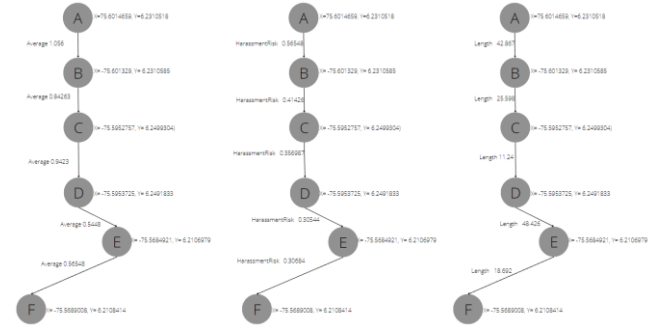 A
X=75.6014659, Y=6.2310518
Average 1.056
B
X= -75.601329, Y= 6.2310585
Average 0.84263
C
X= -75.5952757, Y= 6.2499304)
Average 0.9423
D
X= -75.5953725, Y= 6.2491833
Average 0.5448
E
X= -75.5684921, Y= 6.2106979
Average 0.56548
F
X= -75.5689008, Y= 6.2108414
A
X=75.6014659, Y=6.2310518
HarassmentRisk 0.56548
B
X= -75.601329, Y= 6.2310585
HarassmentRisk 0.41426
C
X= -75.5952757, Y= 6.2499304)
HarassmentRisk 0.356987
D
X= -75.5953725, Y= 6.2491833
HarassmentRisk 0.30544
E
X= -75.5684921, Y= 6.2106979
HarassmentRisk 0.30684
F
X= -75.5689008, Y= 6.2108414
A
X=75.6014659, Y=6.2310518
Length 42.867
B
X= -75.601329, Y= 6.2310585
Length 25.598
C
X= -75.5952757, Y= 6.2499304)
Length 11.24
D
X= -75.5953725, Y= 6.2491833
Length 48.426
E
X= -75.5684921, Y= 6.2106979
Length 18.692
F
X= -75.5689008, Y= 6.2108414